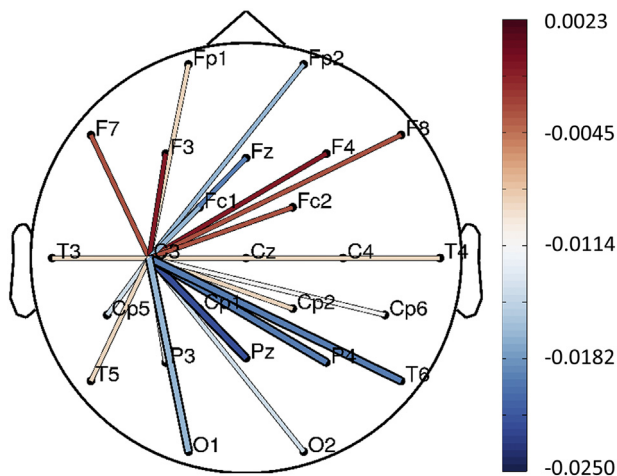 Fp1 Fp2 0.0023
F7 F8
F3 Fz F4 -0.0045
Fc1 Fc2
T3 C3 Cz C4 T4 -0.0114
Cp5 Cp1 Cp2 Cp6
P3 Pz P4 -0.0182
T5 T6
O1 O2 -0.0250